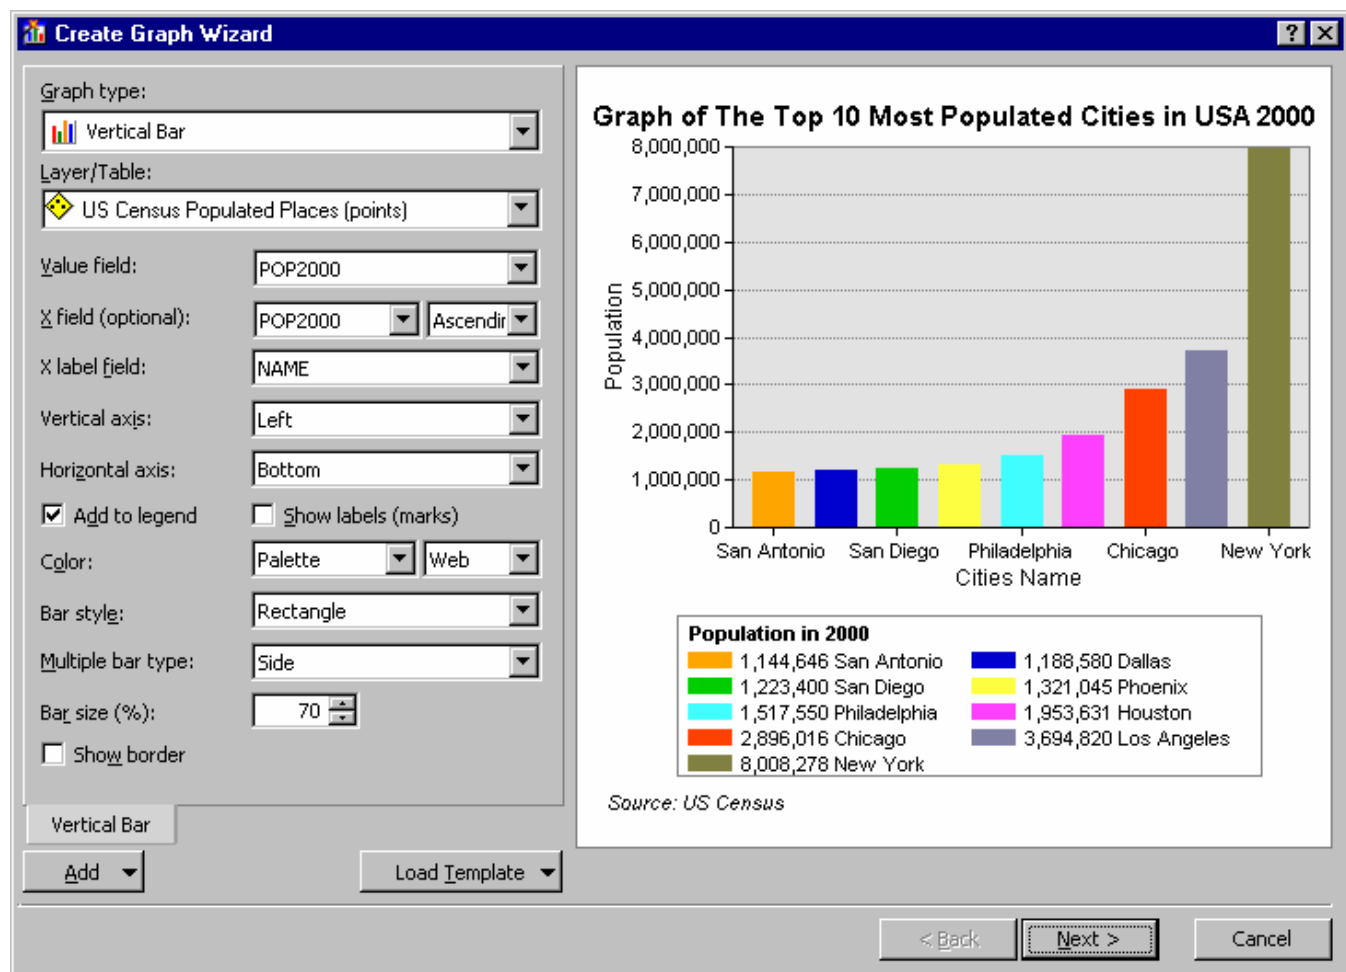 Create Graph Wizard
Graph type:
Vertical Bar
Layer/Table:
US Census Populated Places (points)
Value field:
POP2000
X field (optional):
POP2000
Ascendir
X label field:
NAME
Vertical axis:
Left
Horizontal axis:
Bottom
Add to legend
Show labels (marks)
Color:
Palette
Web
Bar style:
Rectangle
Multiple bar type:
Side
Bar size (%):
70
Show border
Vertical Bar
Add
Load Template
Graph of The Top 10 Most Populated Cities in USA 2000
Population
8,000,000
7,000,000
6,000,000
5,000,000
4,000,000
3,000,000
2,000,000
1,000,000
0
San Antonio San Diego Philadelphia Chicago New York
Cities Name
Population in 2000
1,144,646 San Antonio 1,188,580 Dallas
1,223,400 San Diego 1,321,045 Phoenix
1,517,550 Philadelphia 1,953,631 Houston
2,896,016 Chicago 3,694,820 Los Angeles
8,008,278 New York
Source: US Census
< Back
Next >
Cancel